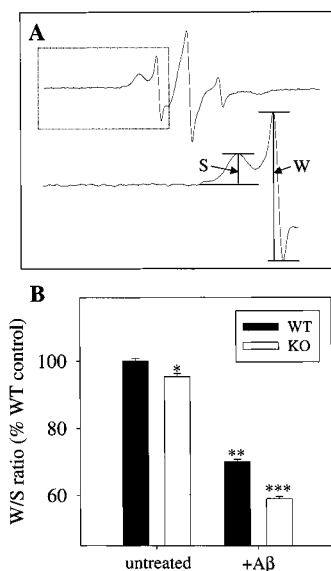 A
S
W
B
WT
KO
W/S ratio (% WT control)
100
80
60
*
**
***
untreated
+Aβ